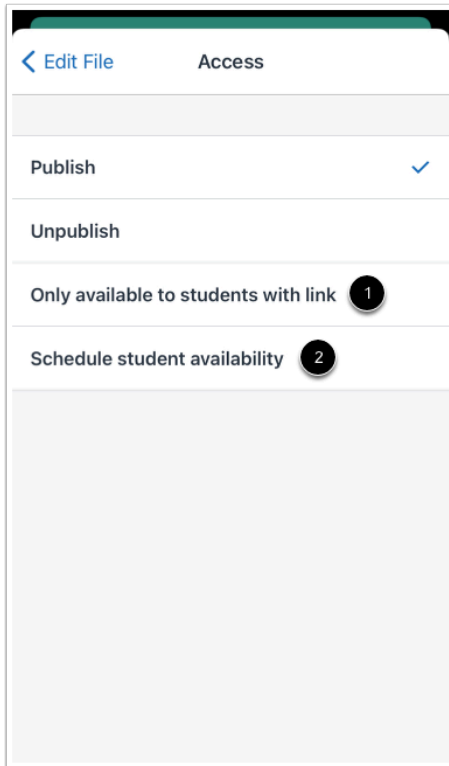 Edit File
Access
Publish
Unpublish
Only available to students with link 1
Schedule student availability 2